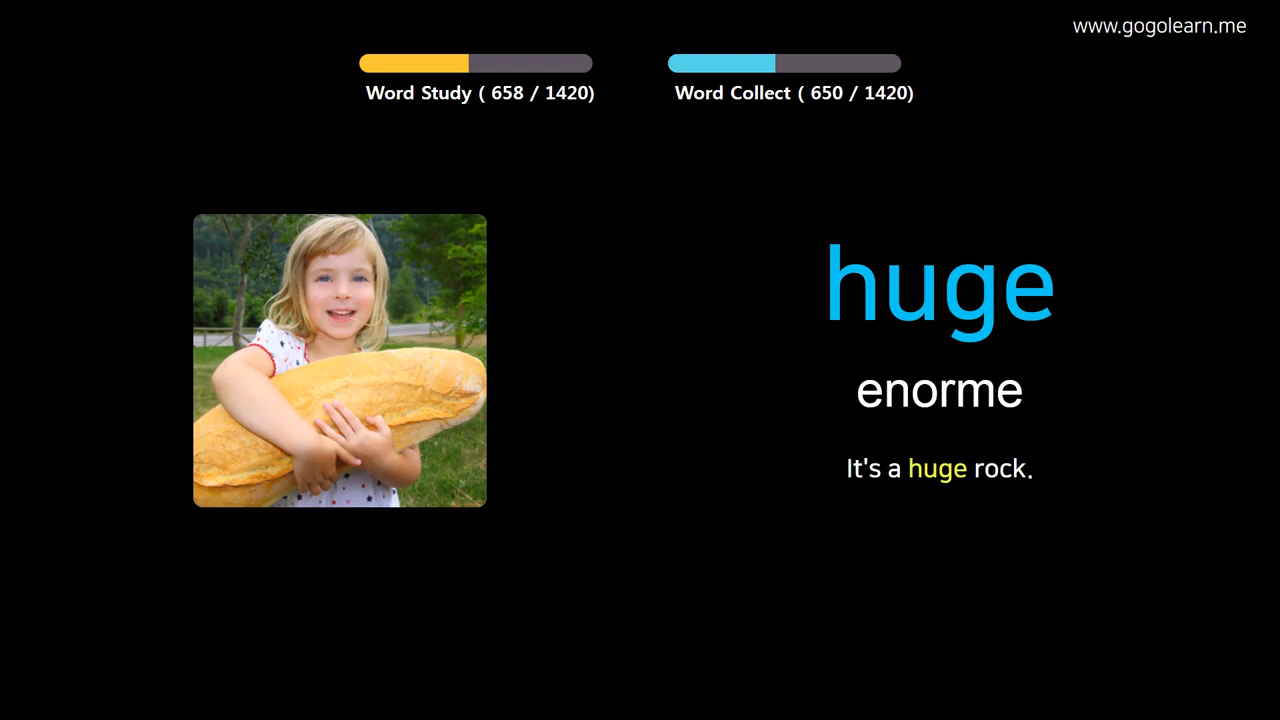 www.gogolearn.me
Word Study ( 658 / 1420)
Word Collect ( 650 / 1420)
huge
enorme
It's a huge rock.